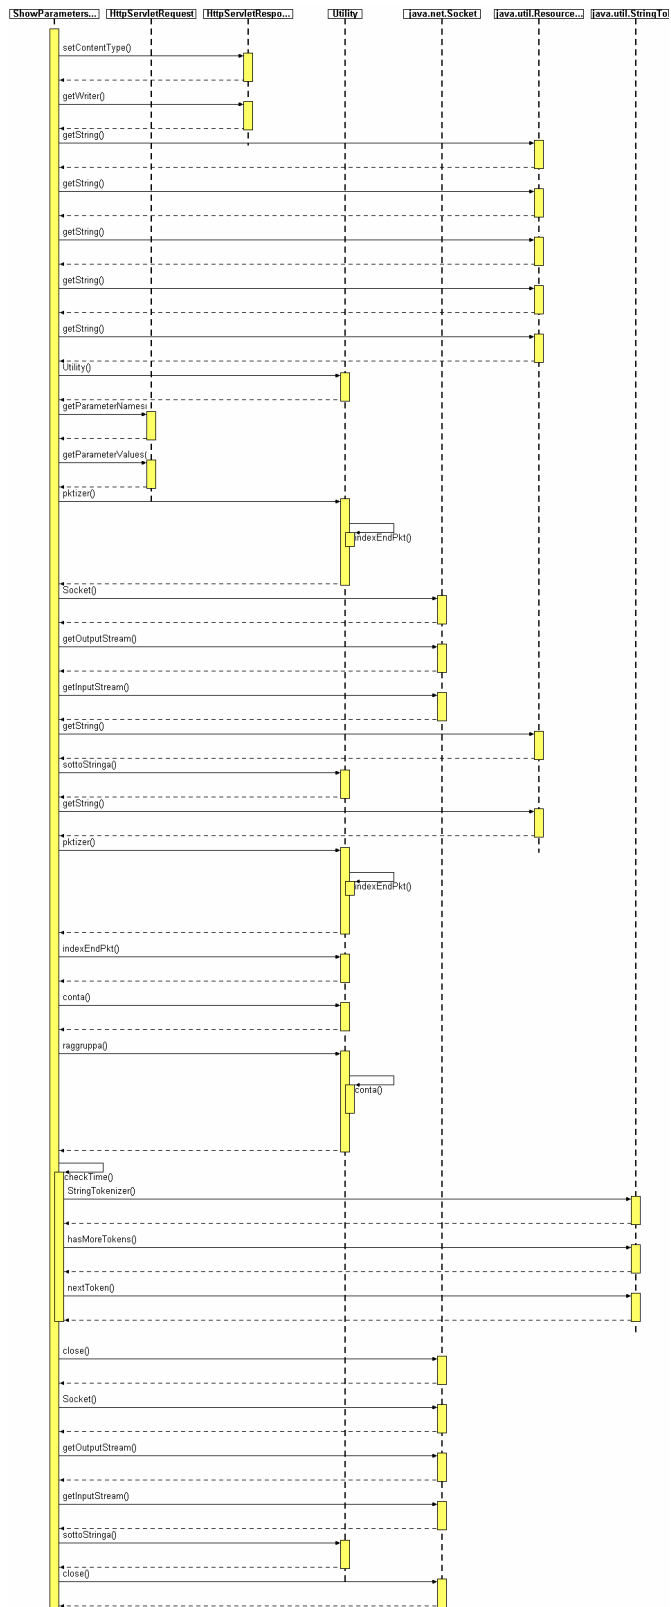 ShowParameters...
HttpServletRequest
HttpServletRespo...
Utility
java.net.Socket
java.util.Resource...
java.util.StringTo
setContentType()
getWriter()
getString()
getString()
getString()
getString()
getString()
Utility()
getParameterNames(
getParameterValues(
pktizer()
indexEndPkt()
Socket()
getOutputStream()
getInputStream()
getString()
sottoStringa()
getString()
pktizer()
indexEndPkt()
indexEndPkt()
conta()
raggruppa()
conta()
checkTime()
StringTokenizer()
hasMoreTokens()
nextToken()
close()
Socket()
getOutputStream()
getInputStream()
sottoStringa()
close()